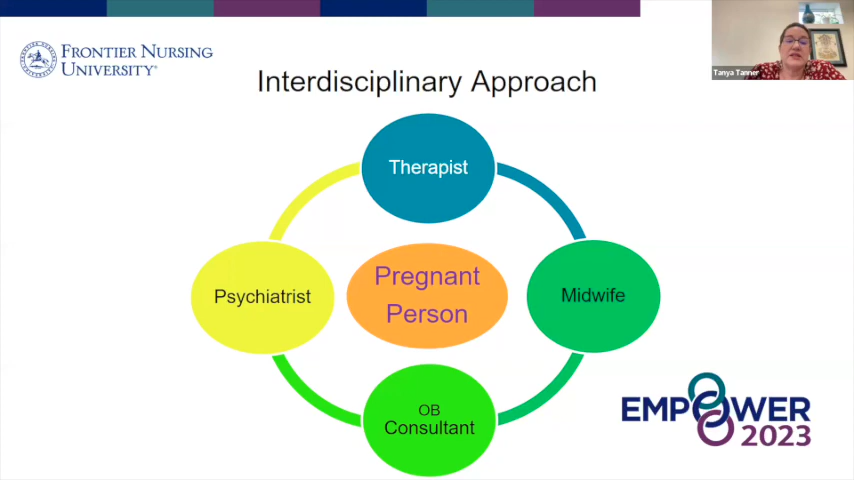 FRONTIER NURSING
UNIVERSITY®
Tanya Tanner
Interdisciplinary Approach
Therapist
Psychiatrist
Pregnant
Person
Midwife
OB
Consultant
EMPOWER
2023